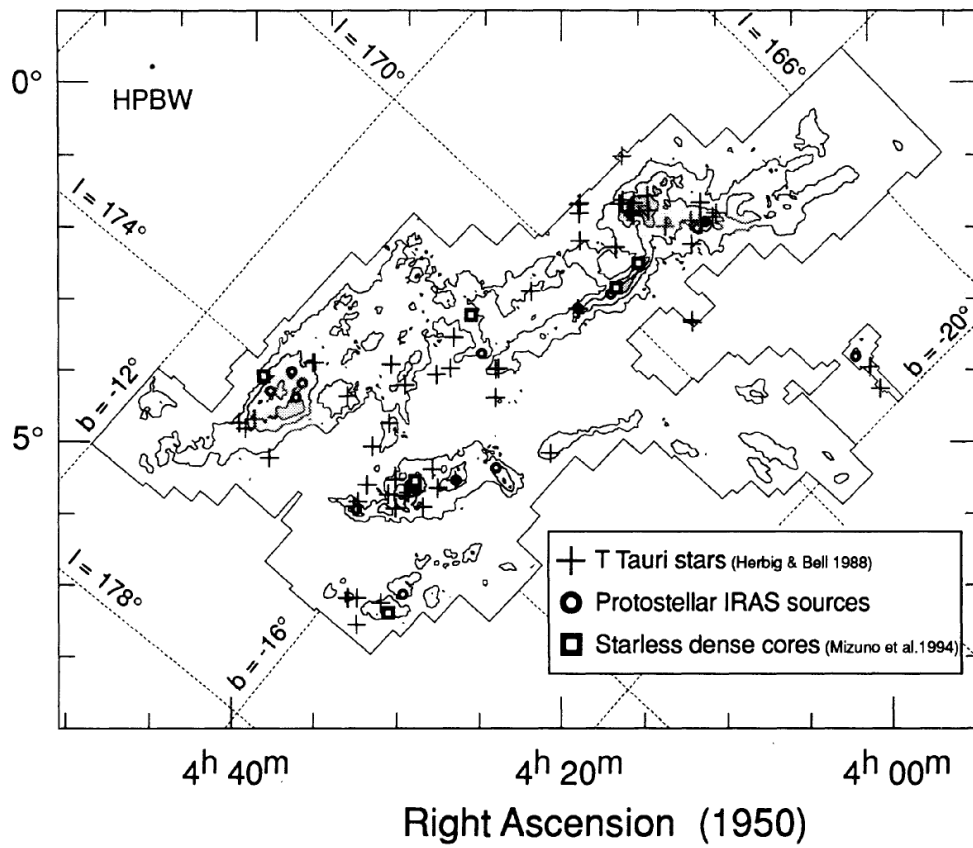 l = 170°
l = 166°
0°
HPBW
l = 174°
b = -20°
b = -12°
5°
l = 178°
b = -16°
T Tauri stars (Herbig & Bell 1988)
Protostellar IRAS sources
Starless dense cores (Mizuno et al.1994)
4h 40m 4h 20m 4h 00m
Right Ascension (1950)